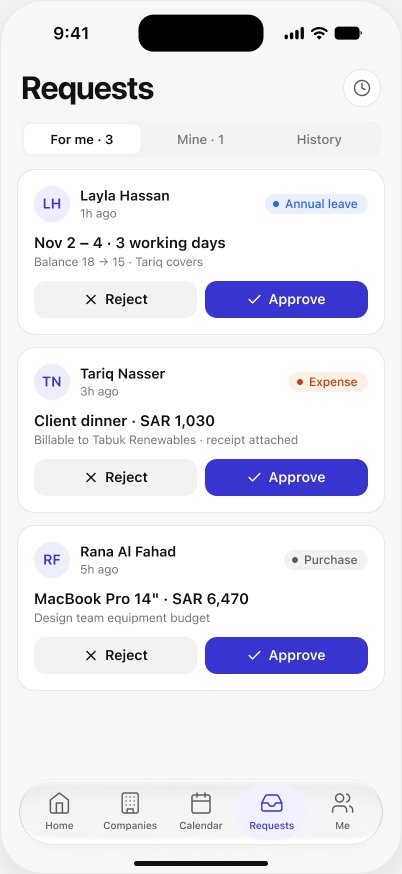 9:41
Requests
For me · 3
Mine · 1
History
LH
Layla Hassan
1h ago
Annual leave
Nov 2 – 4 · 3 working days
Balance 18 → 15 · Tariq covers
Reject
Approve
TN
Tariq Nasser
3h ago
Expense
Client dinner · SAR 1,030
Billable to Tabuk Renewables · receipt attached
Reject
Approve
RF
Rana Al Fahad
5h ago
Purchase
MacBook Pro 14" · SAR 6,470
Design team equipment budget
Reject
Approve
Home
Companies
Calendar
Requests
Me